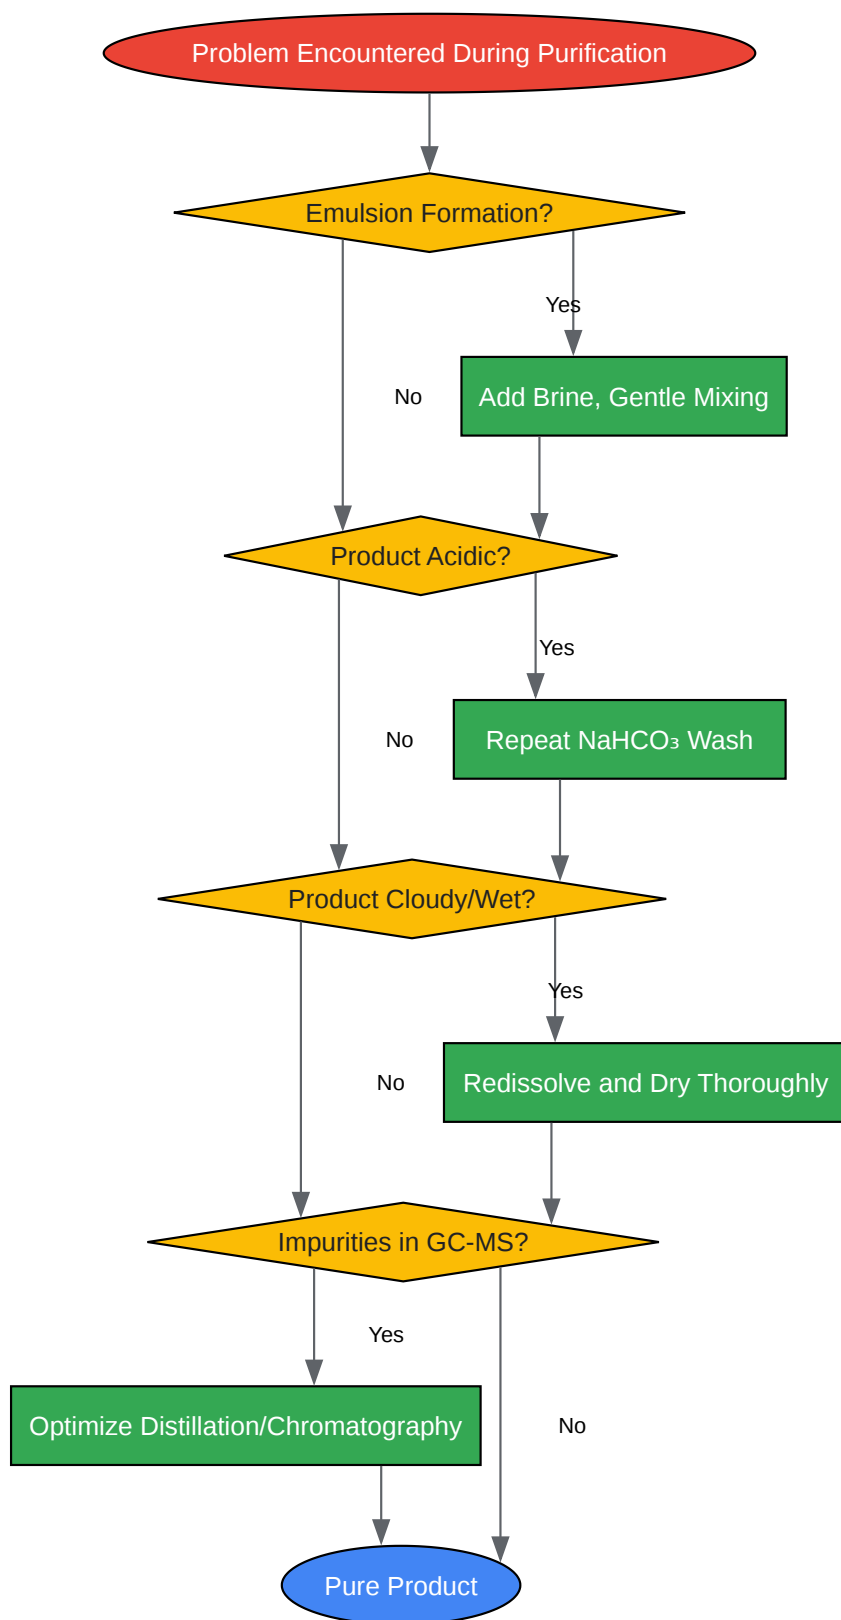 Problem Encountered During Purification
Emulsion Formation?
Yes
No
Add Brine, Gentle Mixing
Product Acidic?
Yes
No
Repeat NaHCO₃ Wash
Product Cloudy/Wet?
Yes
No
Redissolve and Dry Thoroughly
Impurities in GC-MS?
Yes
Optimize Distillation/Chromatography
No
Pure Product